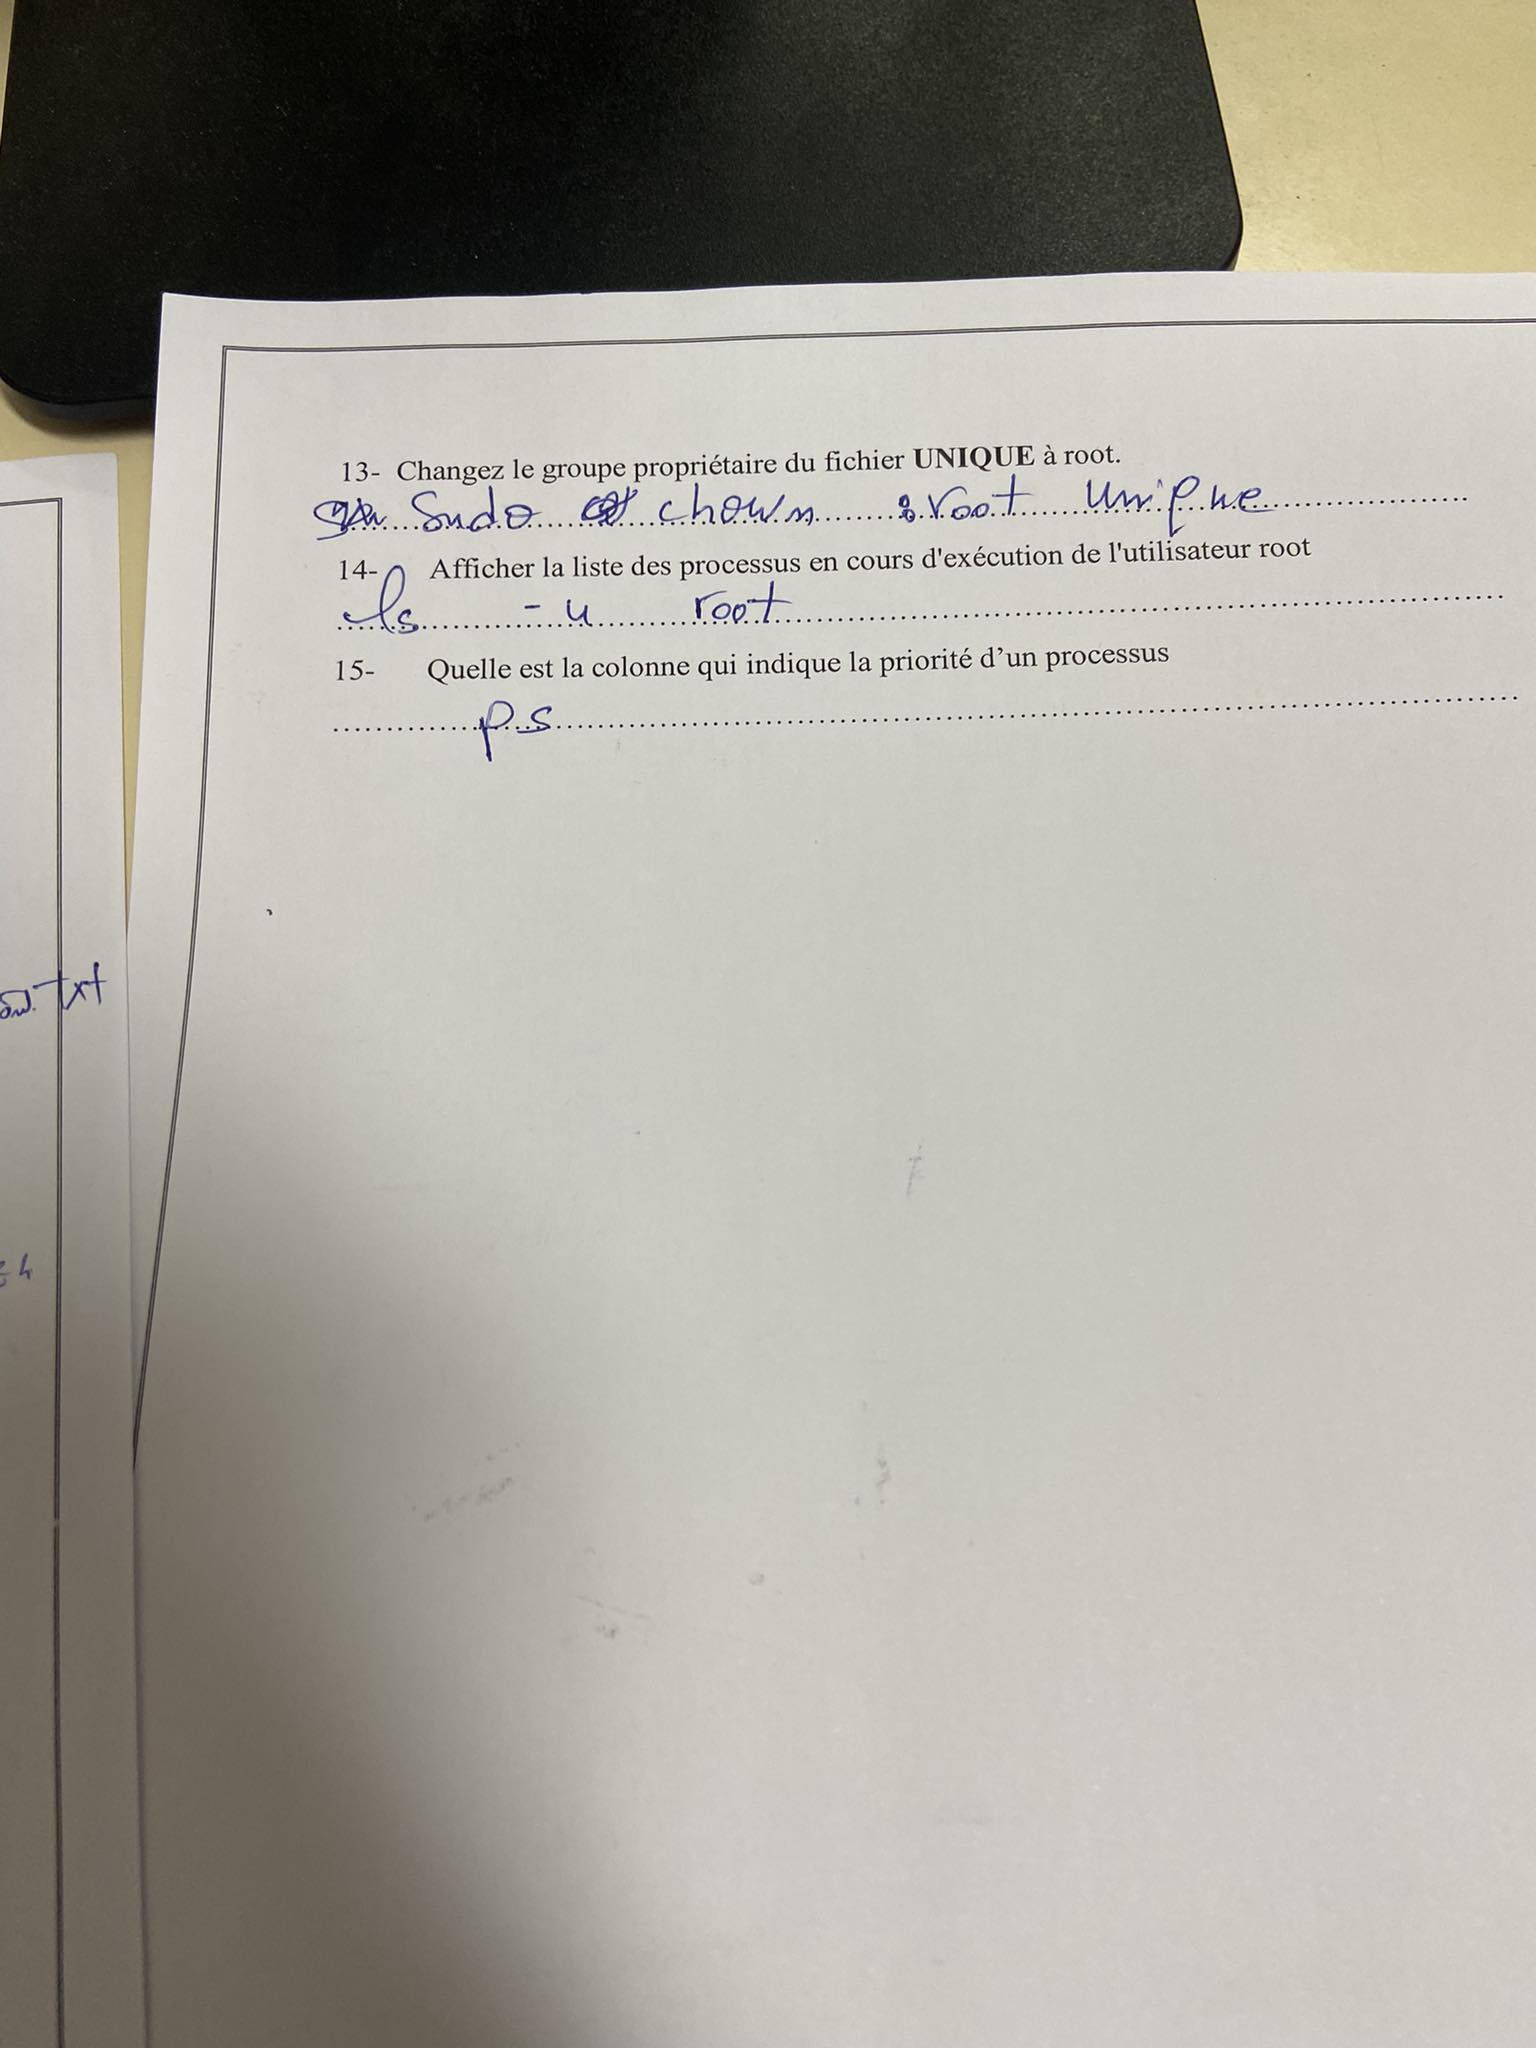 13- Changez le groupe propriétaire du fichier UNIQUE à root.
Sudo chown :root Unique
14- Afficher la liste des processus en cours d'exécution de l'utilisateur root
ls -u root
15- Quelle est la colonne qui indique la priorité d’un processus
ps
txt